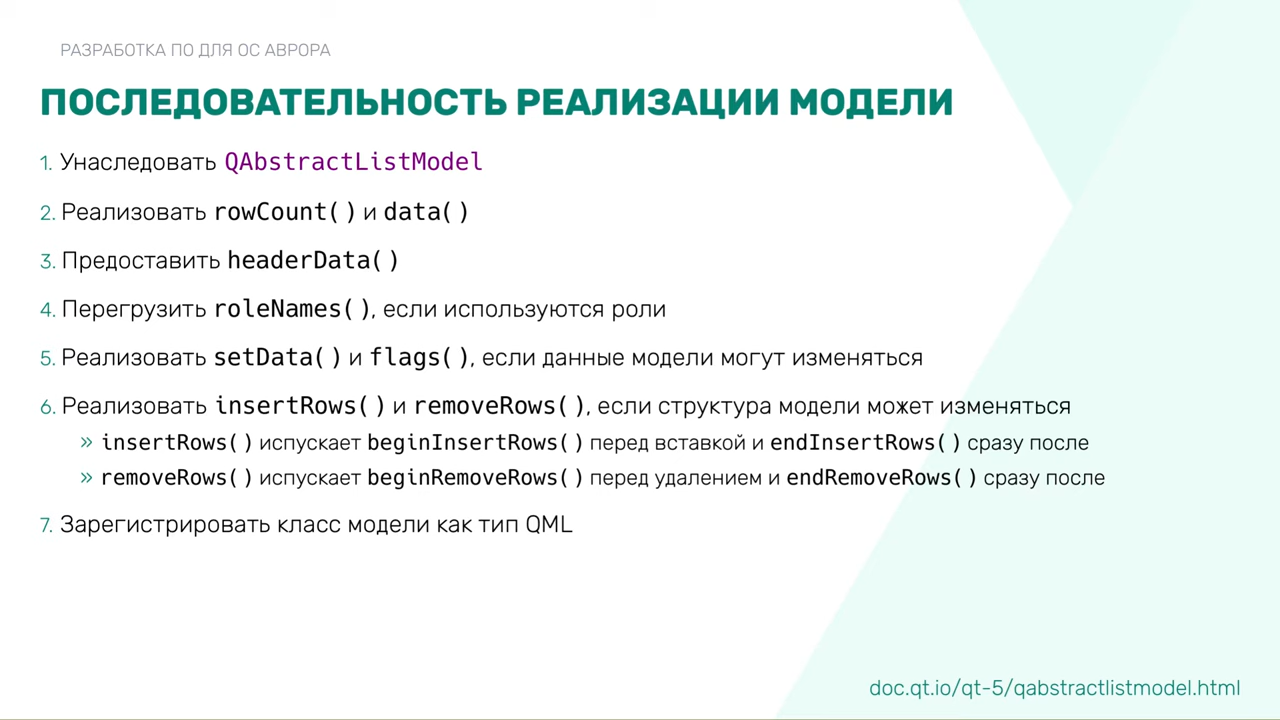 РАЗРАБОТКА ПО ДЛЯ ОС АВРОРА
ПОСЛЕДОВАТЕЛЬНОСТЬ РЕАЛИЗАЦИИ МОДЕЛИ
1. Унаследовать QAbstractListModel
2. Реализовать rowCount() и data()
3. Предоставить headerData()
4. Перегрузить roleNames(), если используются роли
5. Реализовать setData() и flags(), если данные модели могут изменяться
6. Реализовать insertRows() и removeRows(), если структура модели может изменяться
» insertRows() испускает beginInsertRows() перед вставкой и endInsertRows() сразу после
» removeRows() испускает beginRemoveRows() перед удалением и endRemoveRows() сразу после
7. Зарегистрировать класс модели как тип QML
doc.qt.io/qt-5/qabstractlistmodel.html